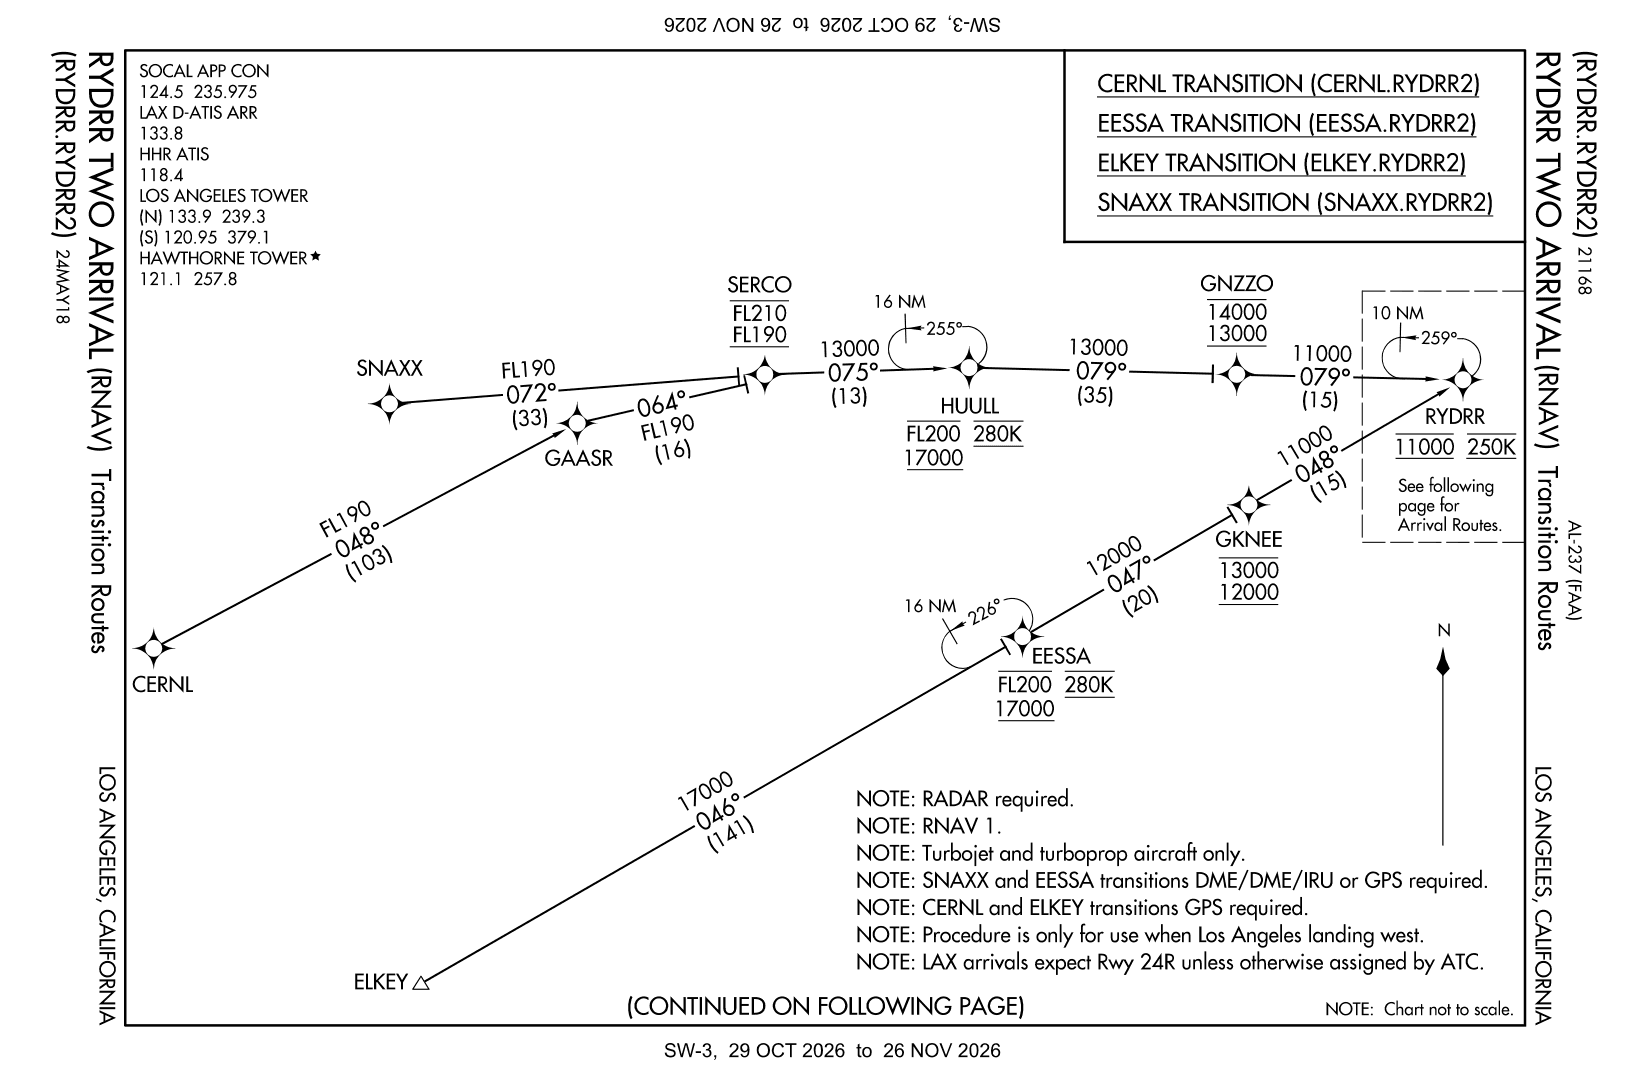 SW-3, 29 OCT 2026 to 26 NOV 2026
(RYDRR.RYDRR2) 24MAY18
RYDRR TWO ARRIVAL (RNAV) Transition Routes
LOS ANGELES, CALIFORNIA
SOCAL APP CON
124.5 235.975
LAX D-ATIS ARR
133.8
HHR ATIS
118.4
LOS ANGELES TOWER
(N) 133.9 239.3
(S) 120.95 379.1
HAWTHORNE TOWER★
121.1 257.8
CERNL TRANSITION (CERNL.RYDRR2)
EESSA TRANSITION (EESSA.RYDRR2)
ELKEY TRANSITION (ELKEY.RYDRR2)
SNAXX TRANSITION (SNAXX.RYDRR2)
(RYDRR.RYDRR2) 21168
RYDRR TWO ARRIVAL (RNAV) Transition Routes
AL-237 (FAA)
LOS ANGELES, CALIFORNIA
SNAXX
FL190
072°
(33)
SERCO
FL210
FL190
GAASR
064°
FL190
(16)
FL190
048°
(103)
CERNL
13000
075°
(13)
16 NM
255°
HUULL
FL200 280K
17000
13000
079°
(35)
GNZZO
14000
13000
11000
079°
(15)
10 NM
259°
RYDRR
11000 250K
See following
page for
Arrival Routes.
11000
048°
(15)
GKNEE
13000
12000
12000
047°
(20)
16 NM
226°
EESSA
FL200 280K
17000
17000
046°
(141)
ELKEY
N
NOTE: RADAR required.
NOTE: RNAV 1.
NOTE: Turbojet and turboprop aircraft only.
NOTE: SNAXX and EESSA transitions DME/DME/IRU or GPS required.
NOTE: CERNL and ELKEY transitions GPS required.
NOTE: Procedure is only for use when Los Angeles landing west.
NOTE: LAX arrivals expect Rwy 24R unless otherwise assigned by ATC.
(CONTINUED ON FOLLOWING PAGE)
NOTE: Chart not to scale.
SW-3, 29 OCT 2026 to 26 NOV 2026